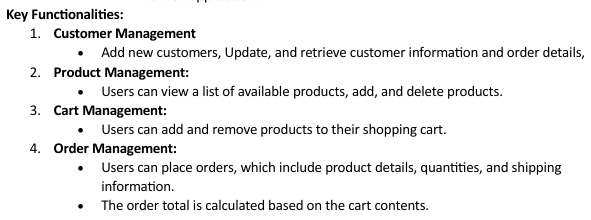 Key Functionalities:
1. Customer Management
• Add new customers, Update, and retrieve customer information and order details,
2. Product Management:
• Users can view a list of available products, add, and delete products.
3. Cart Management:
• Users can add and remove products to their shopping cart.
4. Order Management:
• Users can place orders, which include product details, quantities, and shipping
information.
• The order total is calculated based on the cart contents.